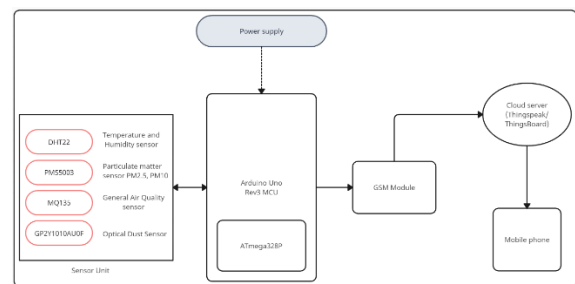 Power supply
Cloud server
(Thingspeak/
ThingsBoard)
DHT22
Temperature and
Humidity sensor
PMS5003
Particulate matter
sensor PM2.5, PM10
MQ135
General Air Quality
sensor
GP2Y1010AU0F
Optical Dust Sensor
Sensor Unit
Arduino Uno
Rev3 MCU
ATmega328P
GSM Module
Mobile phone